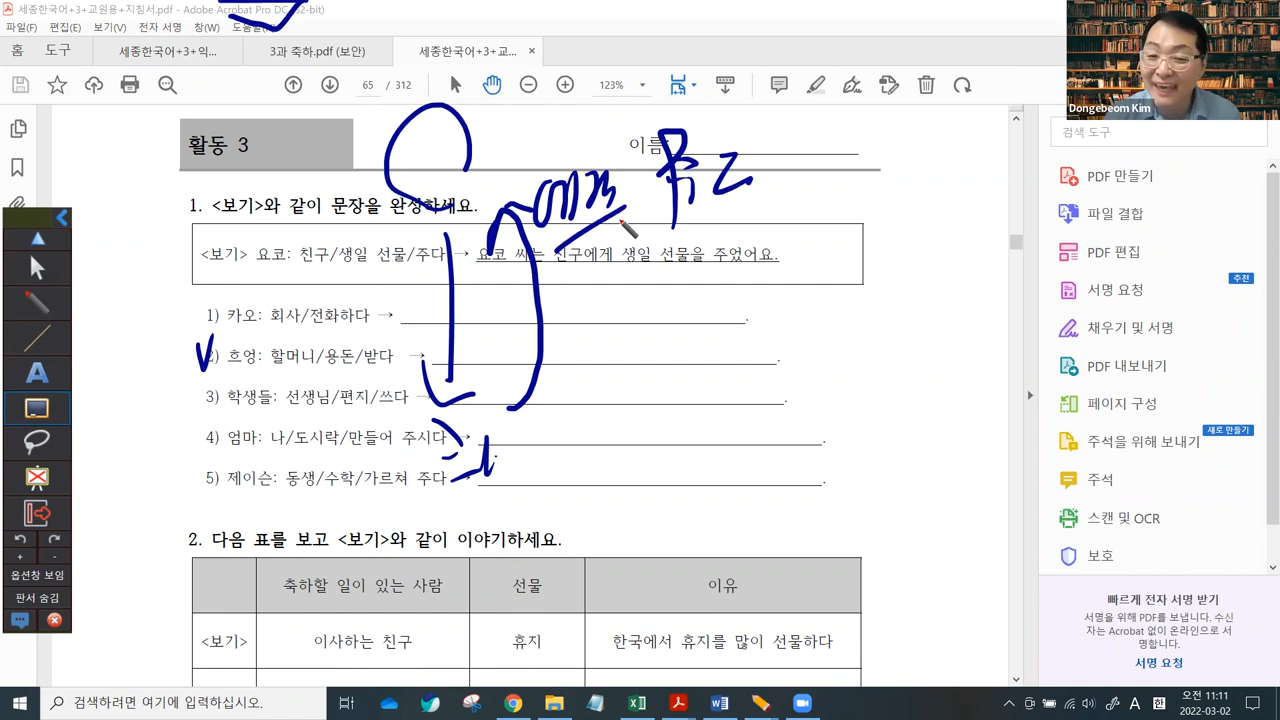 세종한국어+3+교원용+지침서.pdf - Adobe Acrobat Pro DC
파일(F) 편집(E) 보기(V) 전자 서명 창(W) 도움말(H)
홈 도구 세종한국어+3+익... 3과 축하.pdf (보안) 세종한국어+3+교... ×
65 123%
Dongebeom Kim
활동 3
이름:
검색 도구
1. <보기>와 같이 문장을 완성하세요.
<보기> 요코: 친구/생일 선물/주다 → 요코 씨는 친구에게 생일 선물을 주었어요.
1) 카오: 회사/전화하다 → .
2) 흐엉: 할머니/용돈/받다 → .
3) 학생들: 선생님/편지/쓰다 → .
4) 엄마: 나/도시락/만들어 주시다 → .
5) 제이슨: 동생/수학/가르쳐 주다 → .
2. 다음 표를 보고 <보기>와 같이 이야기하세요.
축하할 일이 있는 사람 선물 이유
<보기> 이사하는 친구 휴지 한국에서 휴지를 많이 선물하다
PDF 만들기
파일 결합
PDF 편집
추천
서명 요청
채우기 및 서명
PDF 내보내기
페이지 구성
새로 만들기
주석을 위해 보내기
주석
스캔 및 OCR
보호
빠르게 전자 서명 받기
서명을 위해 PDF를 보냅니다. 수신
자는 Acrobat 없이 온라인으로 서
명합니다.
서명 요청
A
+ -
옵션창 보임
판서 숨김
검색하려면 여기에 입력하십시오.
A 한
오전 11:11
2022-03-02